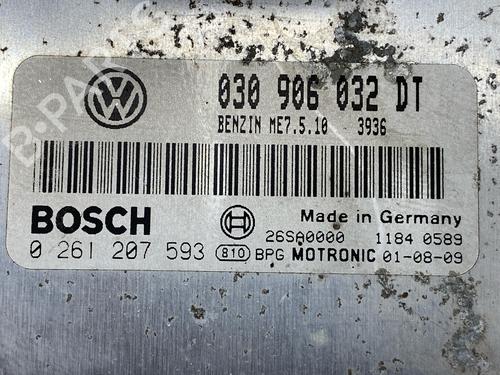 030 906 032 DT
BENZIN ME7.5.10 3936
BOSCH
Made in Germany
26SA0000 1184 0589
0 261 207 593 810 BPG MOTRONIC 01-08-09
B-PARTS